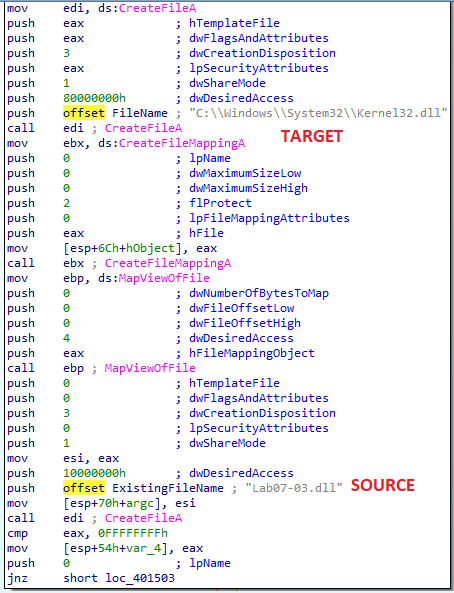 mov edi, ds:CreateFileA
push eax ; hTemplateFile
push eax ; dwFlagsAndAttributes
push 3 ; dwCreationDisposition
push eax ; lpSecurityAttributes
push 1 ; dwShareMode
push 80000000h ; dwDesiredAccess
push offset FileName ; "C:\\Windows\\System32\\Kernel32.dll"
call edi ; CreateFileA
TARGET
mov ebx, ds:CreateFileMappingA
push 0 ; lpName
push 0 ; dwMaximumSizeLow
push 0 ; dwMaximumSizeHigh
push 2 ; flProtect
push 0 ; lpFileMappingAttributes
push eax ; hFile
mov [esp+6Ch+hObject], eax
call ebx ; CreateFileMappingA
mov ebp, ds:MapViewOfFile
push 0 ; dwNumberOfBytesToMap
push 0 ; dwFileOffsetLow
push 0 ; dwFileOffsetHigh
push 4 ; dwDesiredAccess
push eax ; hFileMappingObject
call ebp ; MapViewOfFile
push 0 ; hTemplateFile
push 0 ; dwFlagsAndAttributes
push 3 ; dwCreationDisposition
push 0 ; lpSecurityAttributes
push 1 ; dwShareMode
mov esi, eax
push 10000000h ; dwDesiredAccess
push offset ExistingFileName ; "Lab07-03.dll" SOURCE
mov [esp+70h+argc], esi
call edi ; CreateFileA
cmp eax, 0FFFFFFFFh
mov [esp+54h+var_4], eax
push 0 ; lpName
jnz short loc_401503